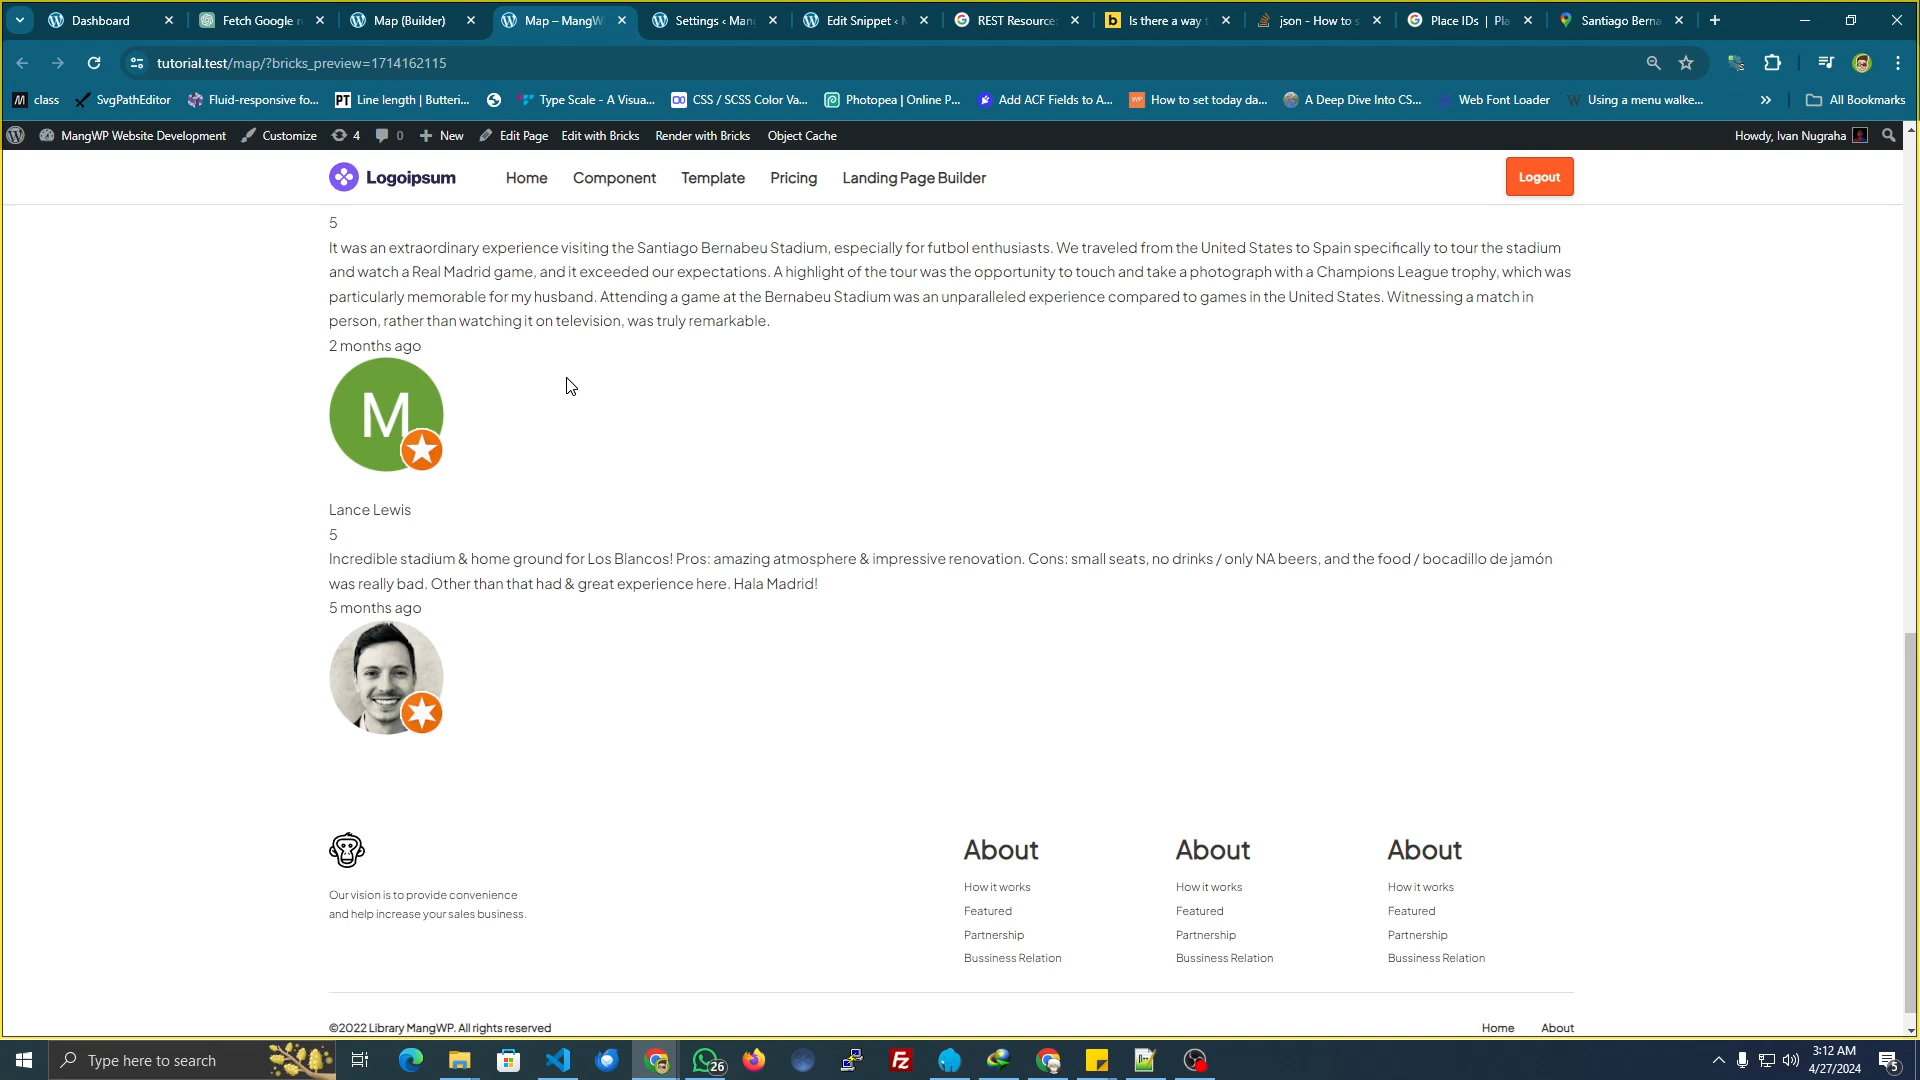 Dashboard
Fetch Google r
Map (Builder)
Map – MangW
Settings ‹ Man
Edit Snippet ‹ M
REST Resource:
Is there a way t
json - How to s
Place IDs | Pla
Santiago Berna
tutorial.test/map/?bricks_preview=1714162115
class
SvgPathEditor
Fluid-responsive fo...
PT Line length | Butteri...
Type Scale - A Visua...
CSS / SCSS Color Va...
Photopea | Online P...
Add ACF Fields to A...
How to set today da...
A Deep Dive Into CS...
Web Font Loader
Using a menu walke...
All Bookmarks
MangWP Website Development
Customize
4
0
New
Edit Page
Edit with Bricks
Render with Bricks
Object Cache
Howdy, Ivan Nugraha
Logoipsum
Home
Component
Template
Pricing
Landing Page Builder
Logout
5
It was an extraordinary experience visiting the Santiago Bernabeu Stadium, especially for futbol enthusiasts. We traveled from the United States to Spain specifically to tour the stadium
and watch a Real Madrid game, and it exceeded our expectations. A highlight of the tour was the opportunity to touch and take a photograph with a Champions League trophy, which was
particularly memorable for my husband. Attending a game at the Bernabeu Stadium was an unparalleled experience compared to games in the United States. Witnessing a match in
person, rather than watching it on television, was truly remarkable.
2 months ago
M
Lance Lewis
5
Incredible stadium & home ground for Los Blancos! Pros: amazing atmosphere & impressive renovation. Cons: small seats, no drinks / only NA beers, and the food / bocadillo de jamón
was really bad. Other than that had & great experience here. Hala Madrid!
5 months ago
Our vision is to provide convenience
and help increase your sales business.
About
How it works
Featured
Partnership
Bussiness Relation
About
How it works
Featured
Partnership
Bussiness Relation
About
How it works
Featured
Partnership
Bussiness Relation
©2022 Library MangWP. All rights reserved
Home
About
Type here to search
26
3:12 AM
4/27/2024
5